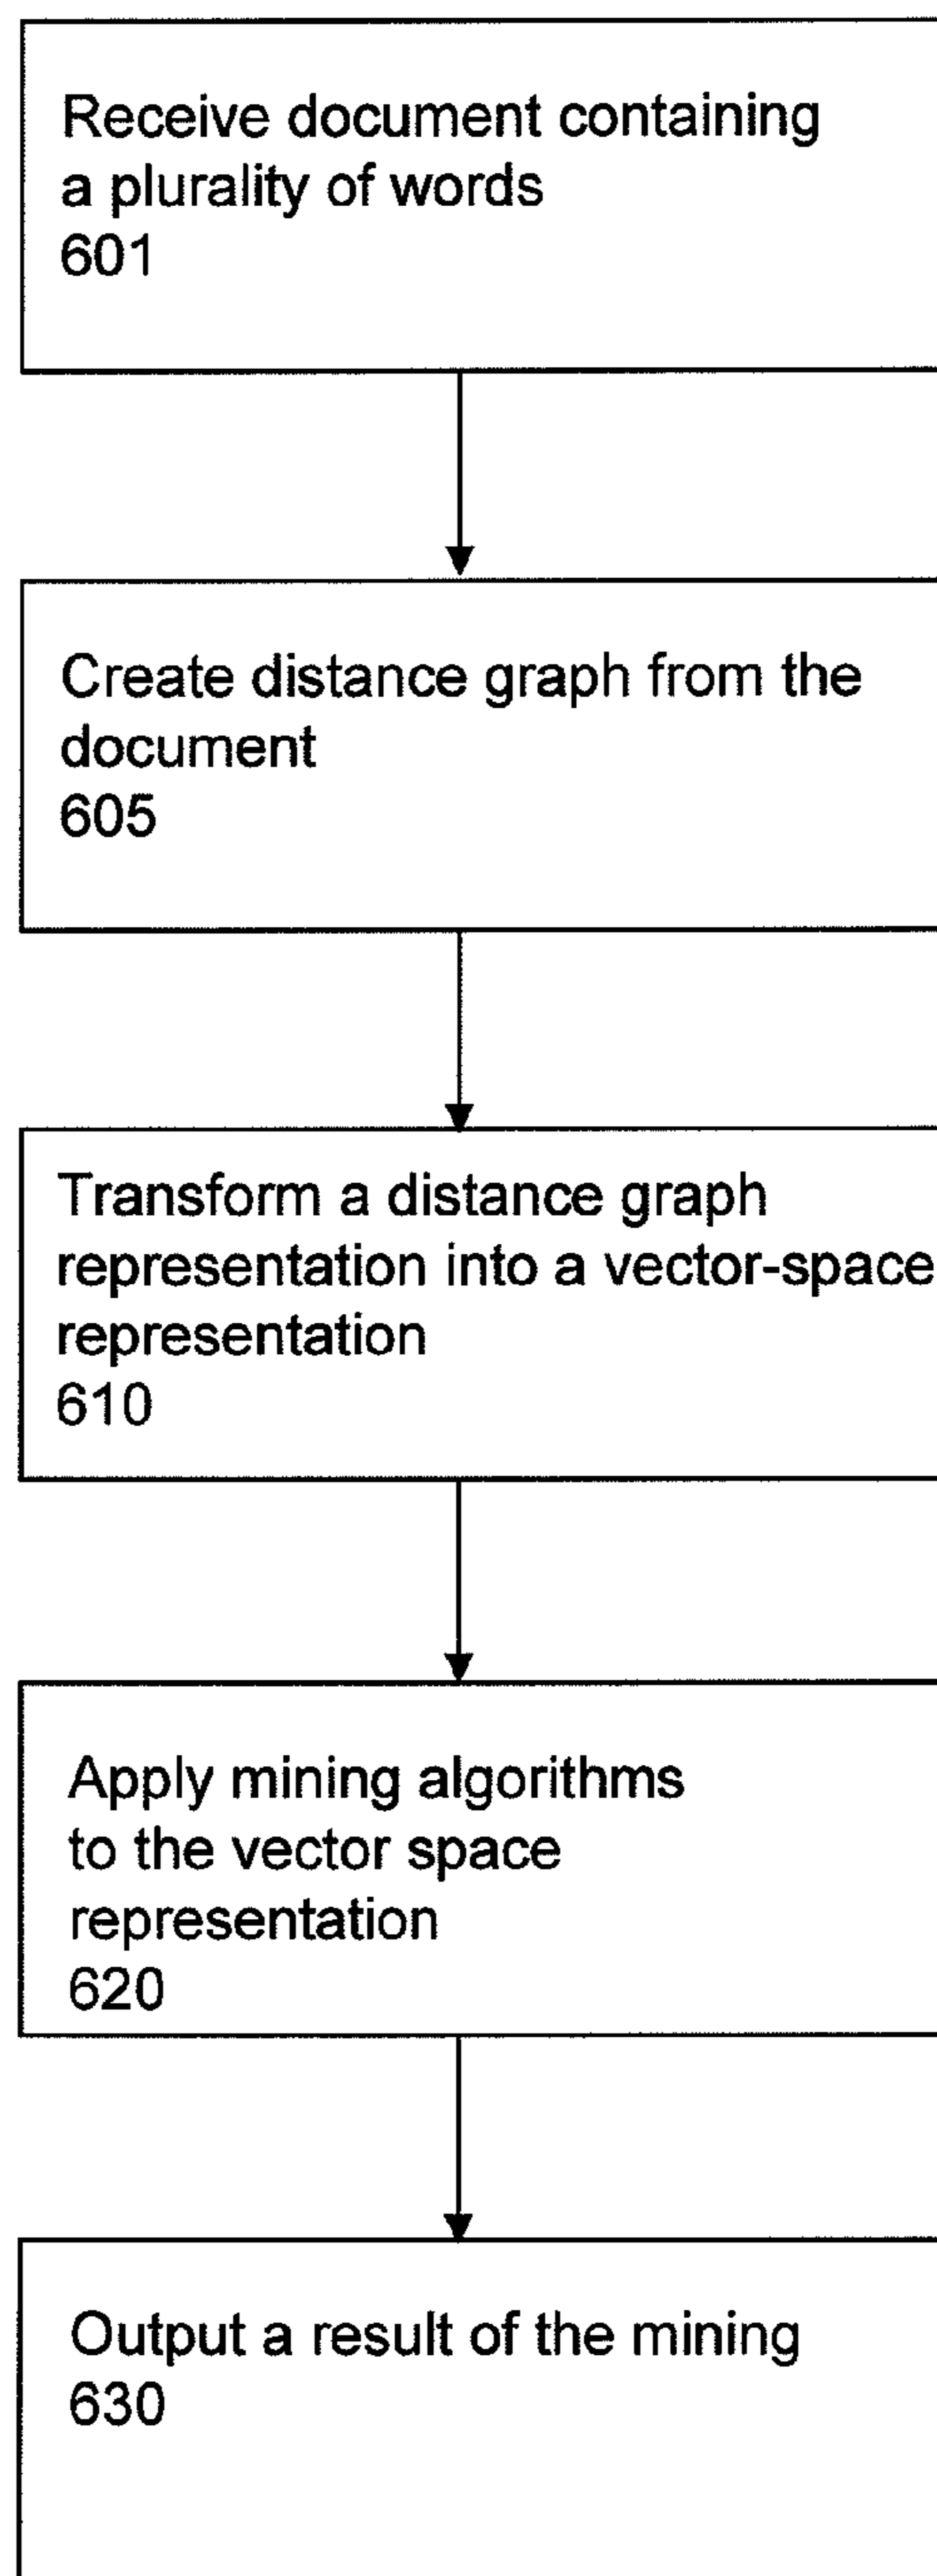 Receive document containing
a plurality of words
601
Create distance graph from the
document
605
Transform a distance graph
representation into a vector-space
representation
610
Apply mining algorithms
to the vector space
representation
620
Output a result of the mining
630